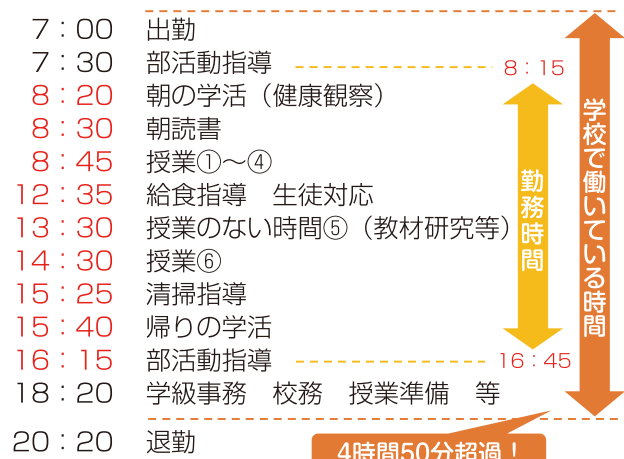 7：00 出勤
7：30 部活動指導
8：15
8：20 朝の学活（健康観察）
8：30 朝読書
8：45 授業①～④
12：35 給食指導　生徒対応
13：30 授業のない時間⑤（教材研究等）
14：30 授業⑥
15：25 清掃指導
15：40 帰りの学活
16：15 部活動指導
16：45
18：20 学級事務　校務　授業準備　等
20：20 退勤
勤務時間
学校で働いている時間
4時間50分超過！